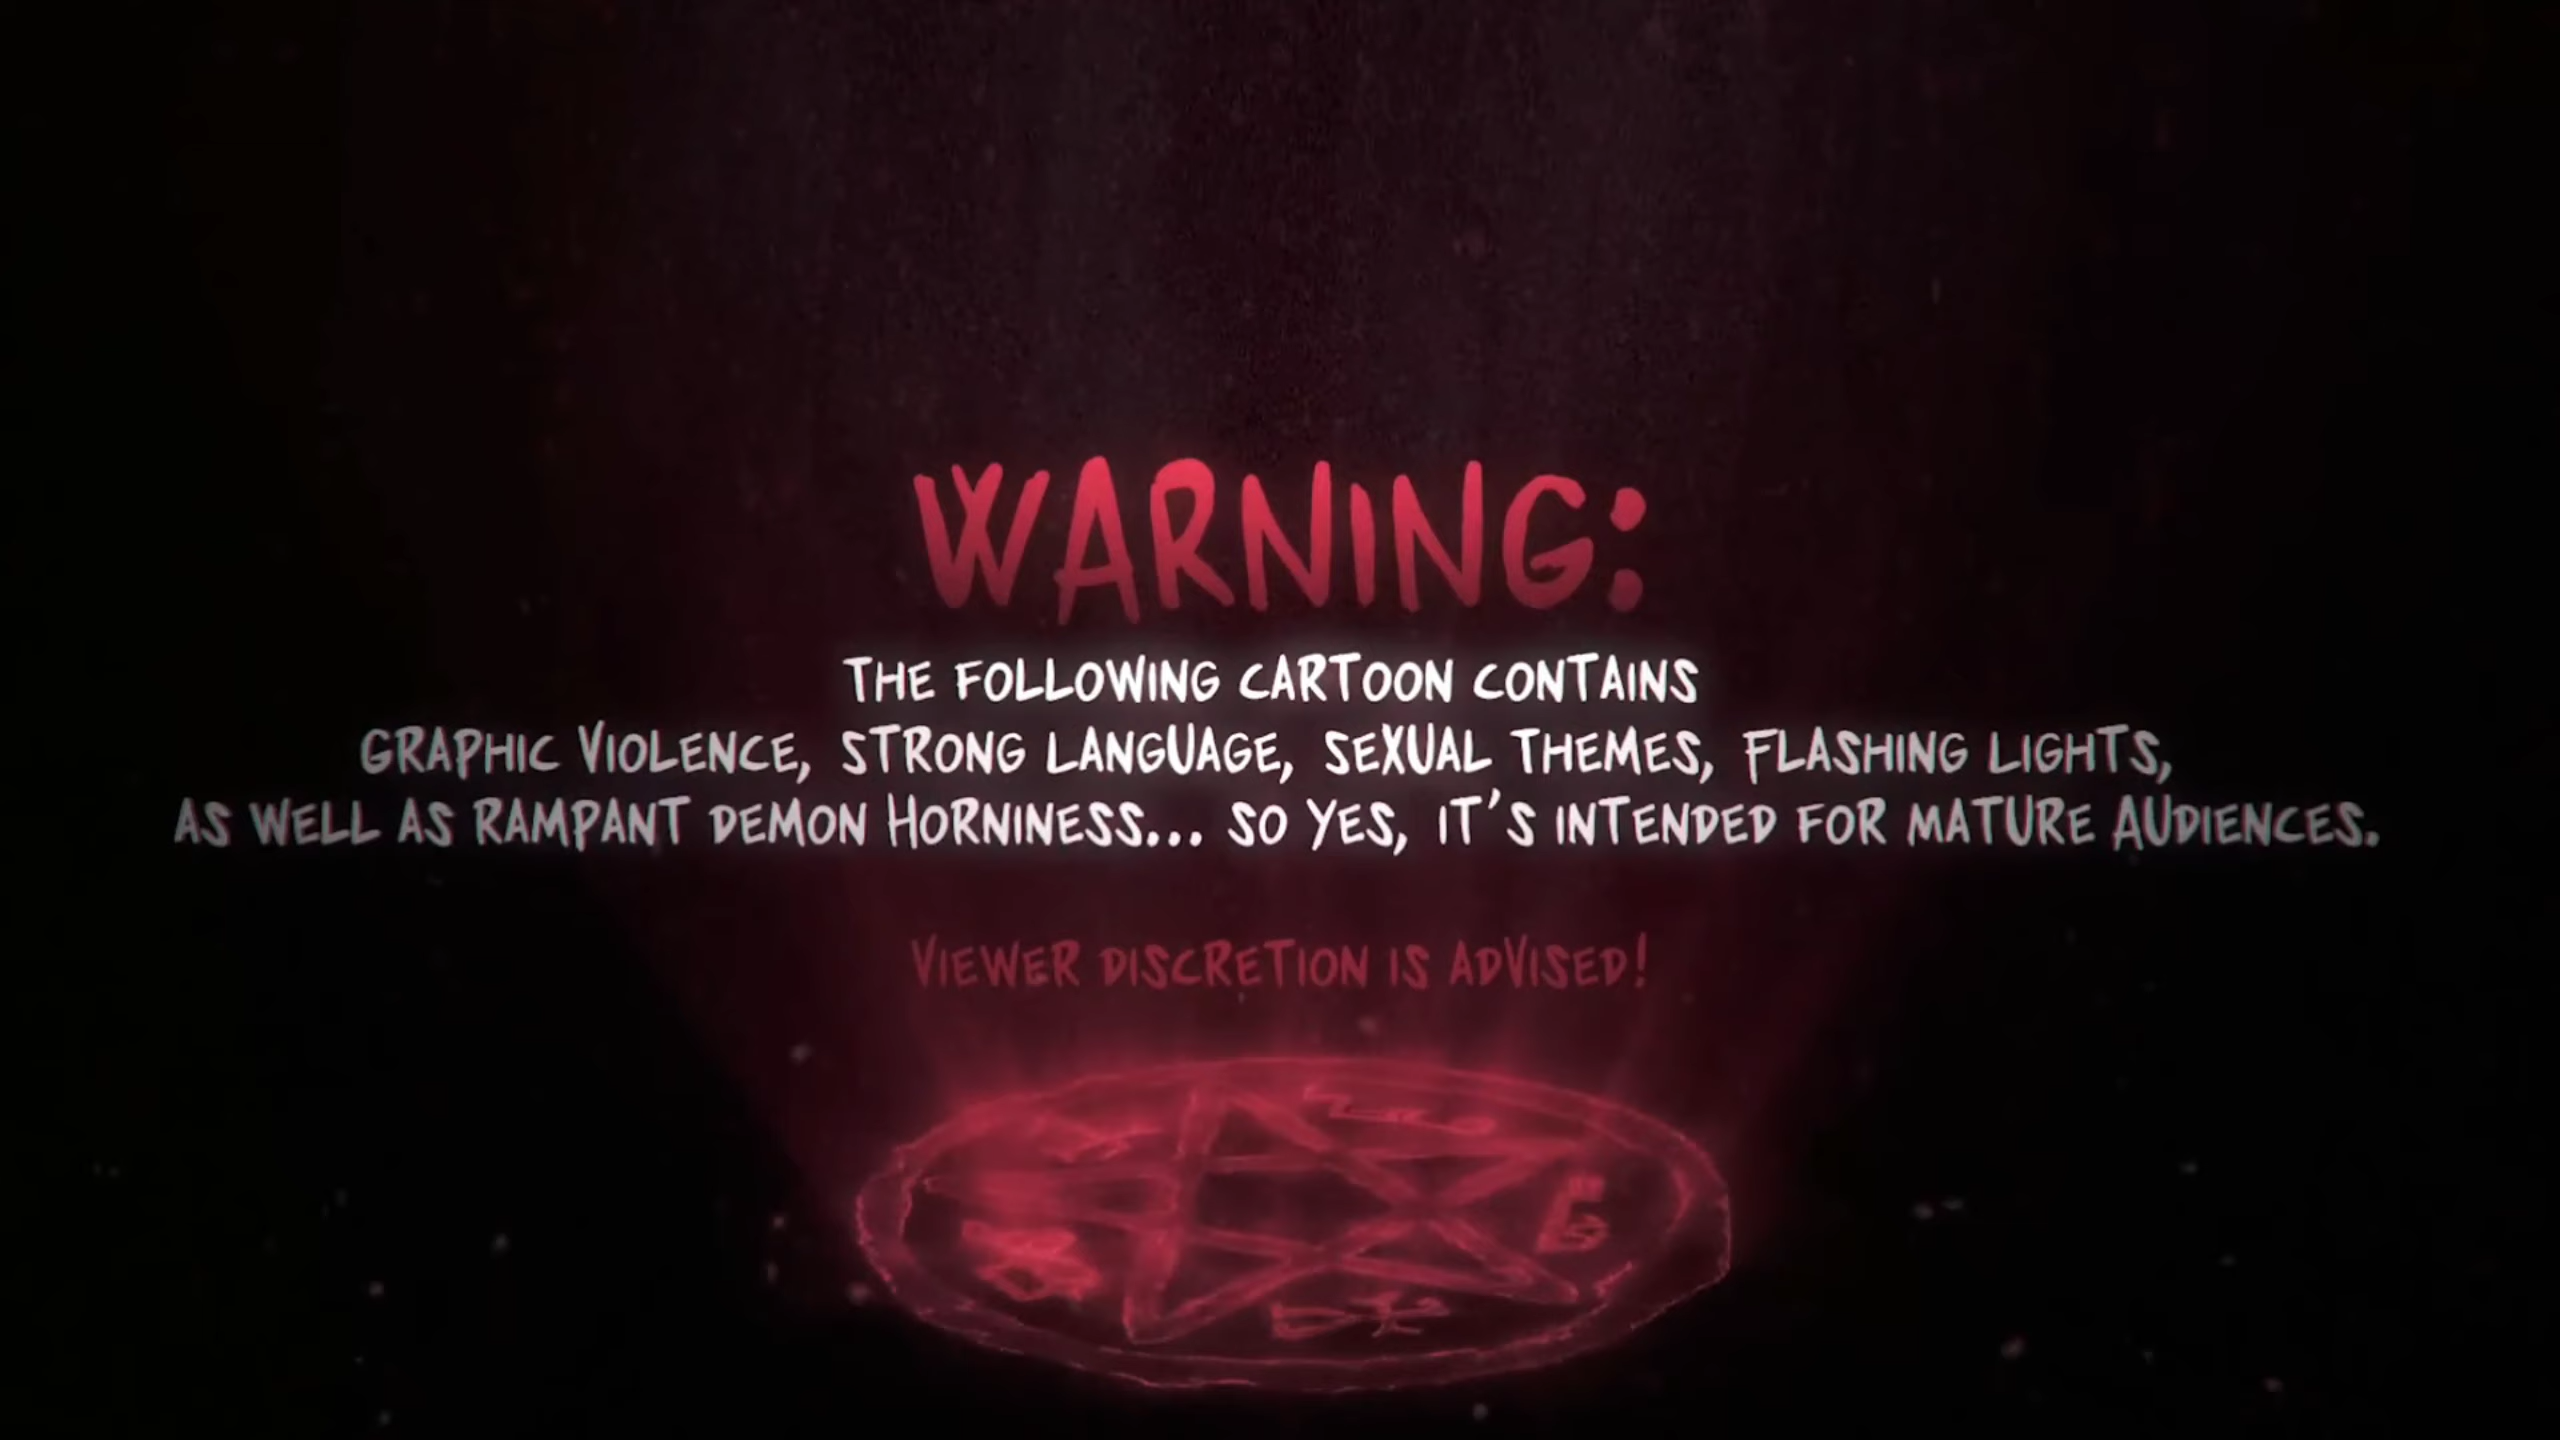 WARNING:
THE FOLLOWING CARTOON CONTAINS
GRAPHIC VIOLENCE, STRONG LANGUAGE, SEXUAL THEMES, FLASHING LIGHTS,
AS WELL AS RAMPANT DEMON HORNINESS... SO YES, IT'S INTENDED FOR MATURE AUDIENCES.
VIEWER DISCRETION IS ADVISED!